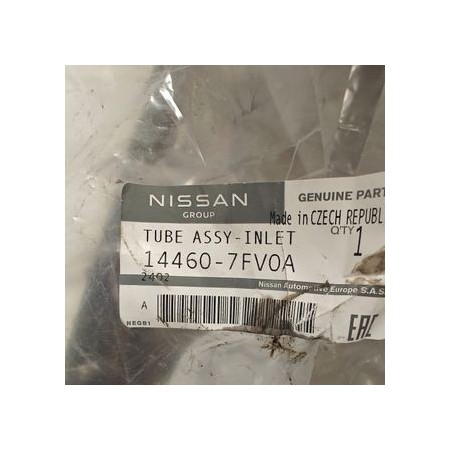 NISSAN
GROUP
GENUINE PART
Made in CZECH REPUBL
TUBE ASSY-INLET
QTY 1
14460-7FV0A
2402
Nissan Automotive Europe S.A.S
A
EAC